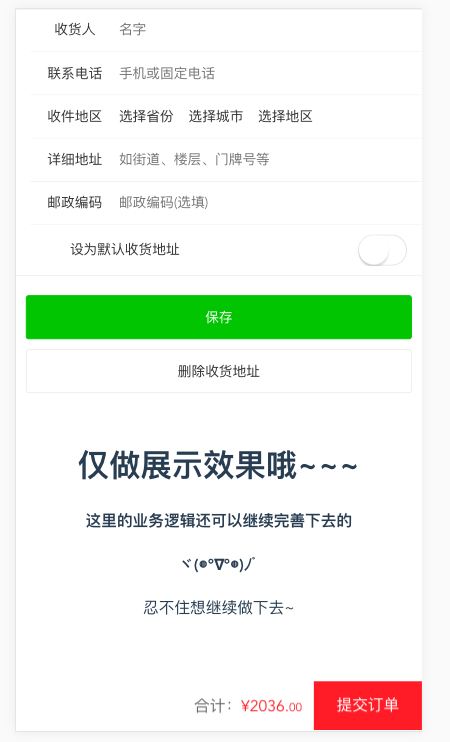 收货人 名字
联系电话 手机或固定电话
收件地区 选择省份 选择城市 选择地区
详细地址 如街道、楼层、门牌号等
邮政编码 邮政编码(选填)
设为默认收货地址
保存
删除收货地址
仅做展示效果哦~~~
这里的业务逻辑还可以继续完善下去的
ヾ(๑°∇°๑)ﾉﾞ
忍不住想继续做下去~
合计：¥2036.00 提交订单